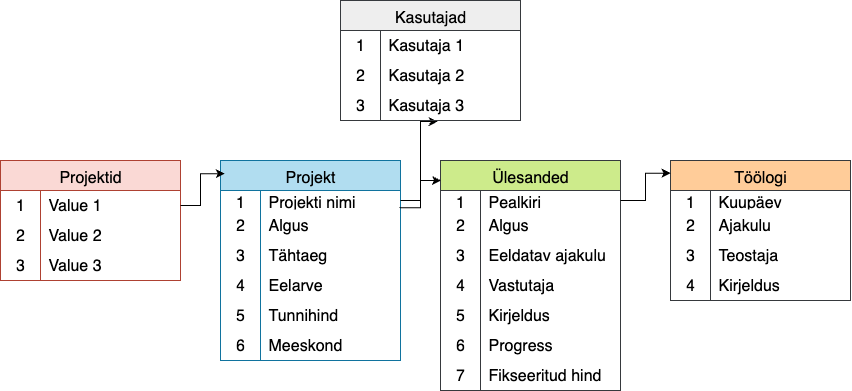 Kasutajad
1 Kasutaja 1
2 Kasutaja 2
3 Kasutaja 3
Projektid
1 Value 1
2 Value 2
3 Value 3
Projekt
1 Projekti nimi
2 Algus
3 Tähtaeg
4 Eelarve
5 Tunnihind
6 Meeskond
Ülesanded
1 Pealkiri
2 Algus
3 Eeldatav ajakulu
4 Vastutaja
5 Kirjeldus
6 Progress
7 Fikseeritud hind
Töölogi
1 Kuupäev
2 Ajakulu
3 Teostaja
4 Kirjeldus